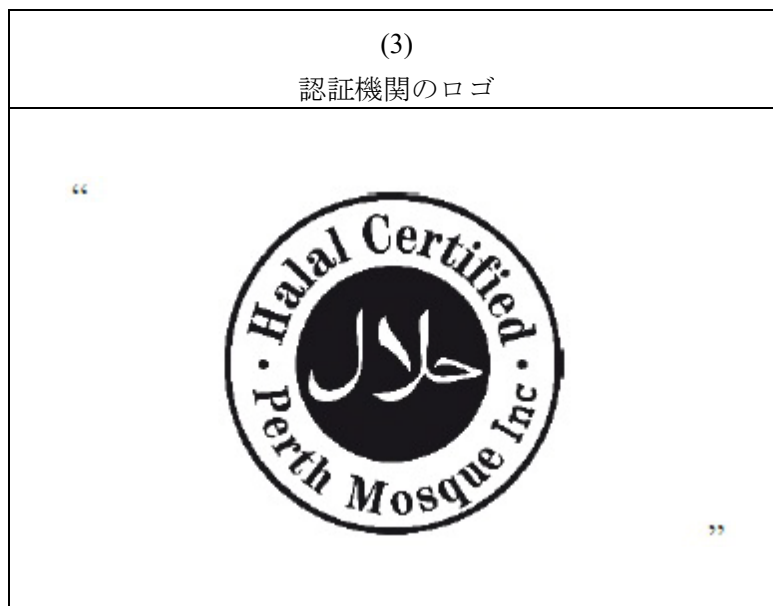 (3)
認証機関のロゴ
“
· Halal Certified ·
حلال
Perth Mosque Inc
”